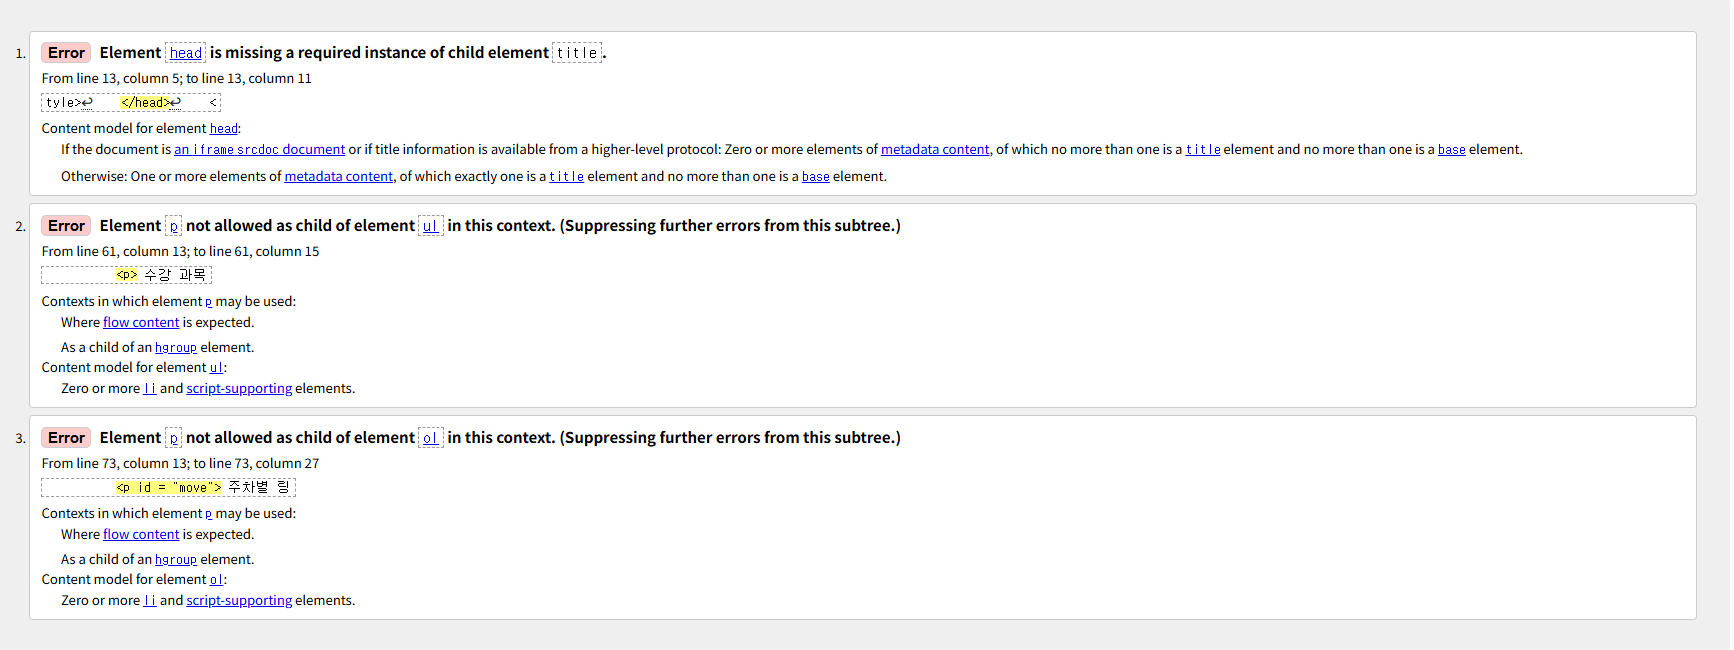 1. Error Element head is missing a required instance of child element title.
From line 13, column 5; to line 13, column 11
tyle>↩ </head>↩ <
Content model for element head:
If the document is an iframe srcdoc document or if title information is available from a higher-level protocol: Zero or more elements of metadata content, of which no more than one is a title element and no more than one is a base element.
Otherwise: One or more elements of metadata content, of which exactly one is a title element and no more than one is a base element.
2. Error Element p not allowed as child of element ul in this context. (Suppressing further errors from this subtree.)
From line 61, column 13; to line 61, column 15
<p> 수강 과목
Contexts in which element p may be used:
Where flow content is expected.
As a child of an hgroup element.
Content model for element ul:
Zero or more li and script-supporting elements.
3. Error Element p not allowed as child of element ol in this context. (Suppressing further errors from this subtree.)
From line 73, column 13; to line 73, column 27
<p id = "move"> 주차별 링
Contexts in which element p may be used:
Where flow content is expected.
As a child of an hgroup element.
Content model for element ol:
Zero or more li and script-supporting elements.